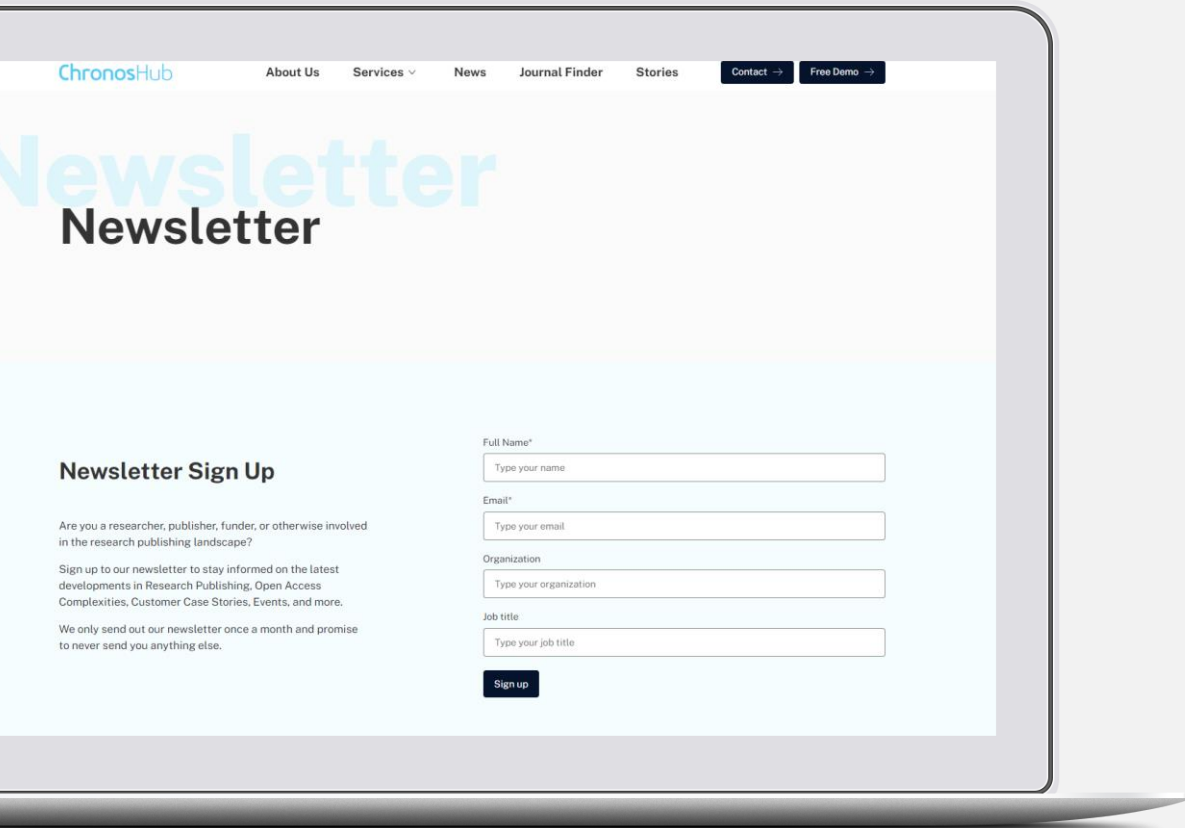 ChronosHub About Us Services News Journal Finder Stories Contact → Free Demo →
Newsletter
Newsletter
Newsletter Sign Up
Are you a researcher, publisher, funder, or otherwise involved
in the research publishing landscape?
Sign up to our newsletter to stay informed on the latest
developments in Research Publishing, Open Access
Complexities, Customer Case Stories, Events, and more.
We only send out our newsletter once a month and promise
to never send you anything else.
Full Name*
Type your name
Email*
Type your email
Organization
Type your organization
Job title
Type your job title
Sign up